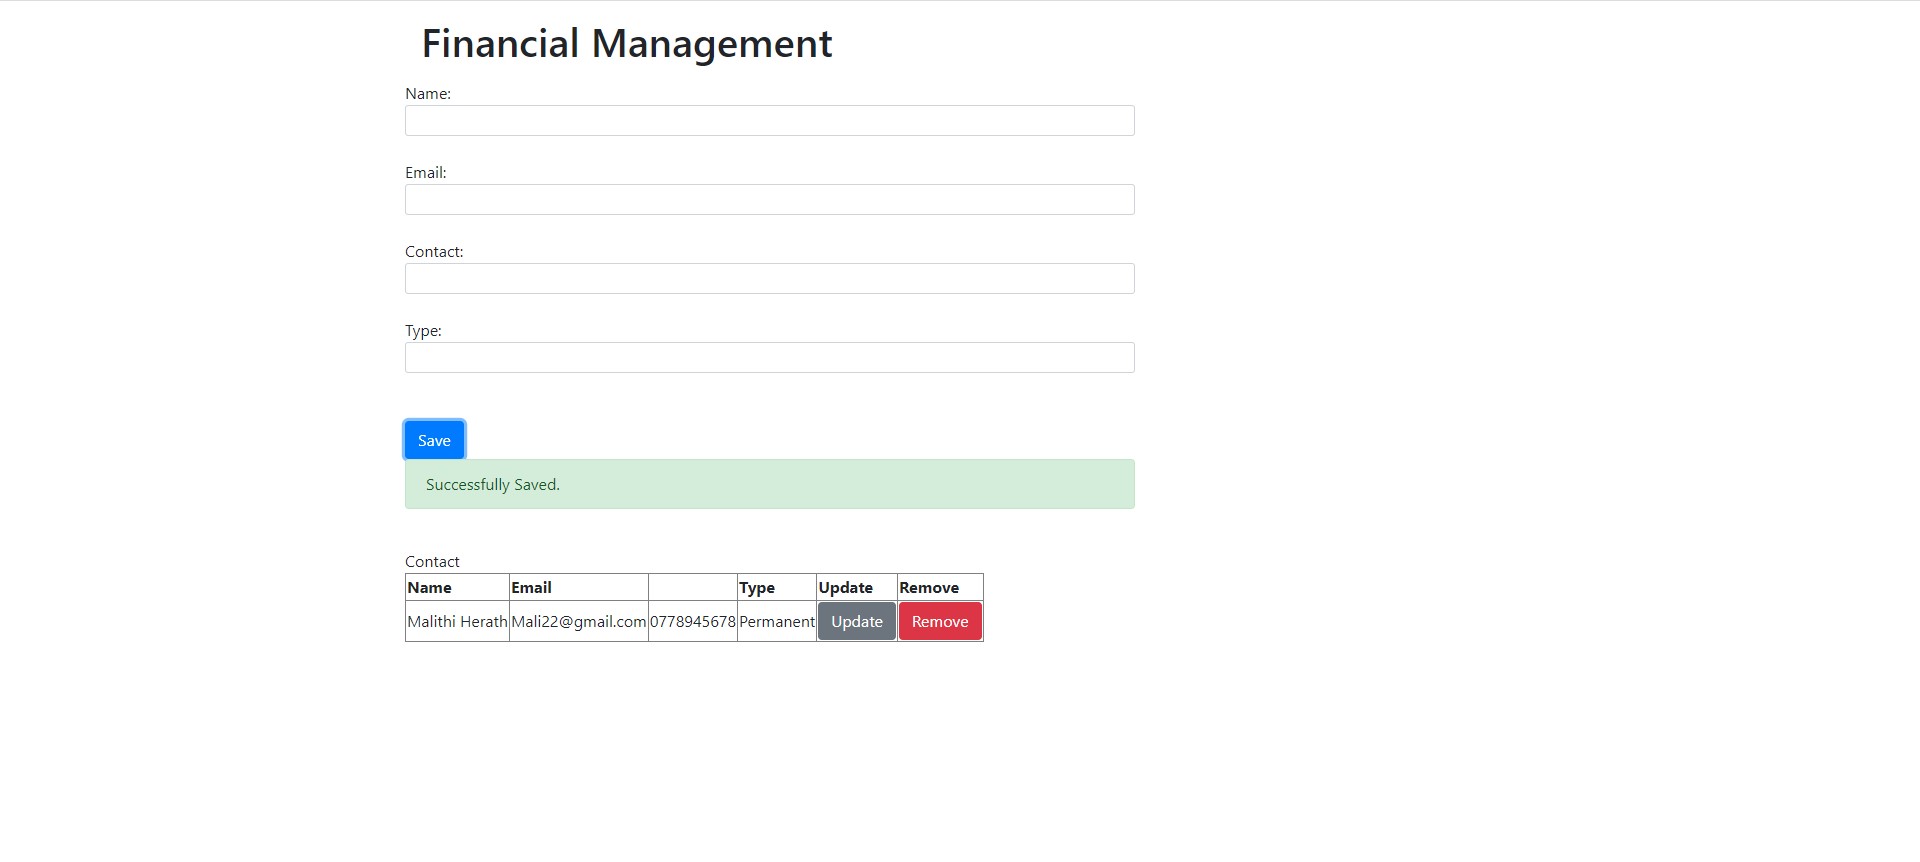 Financial Management
Name:
Email:
Contact:
Type:
Save
Successfully Saved.
Contact
Name Email Type Update Remove
Malithi Herath Mali22@gmail.com 0778945678 Permanent Update Remove